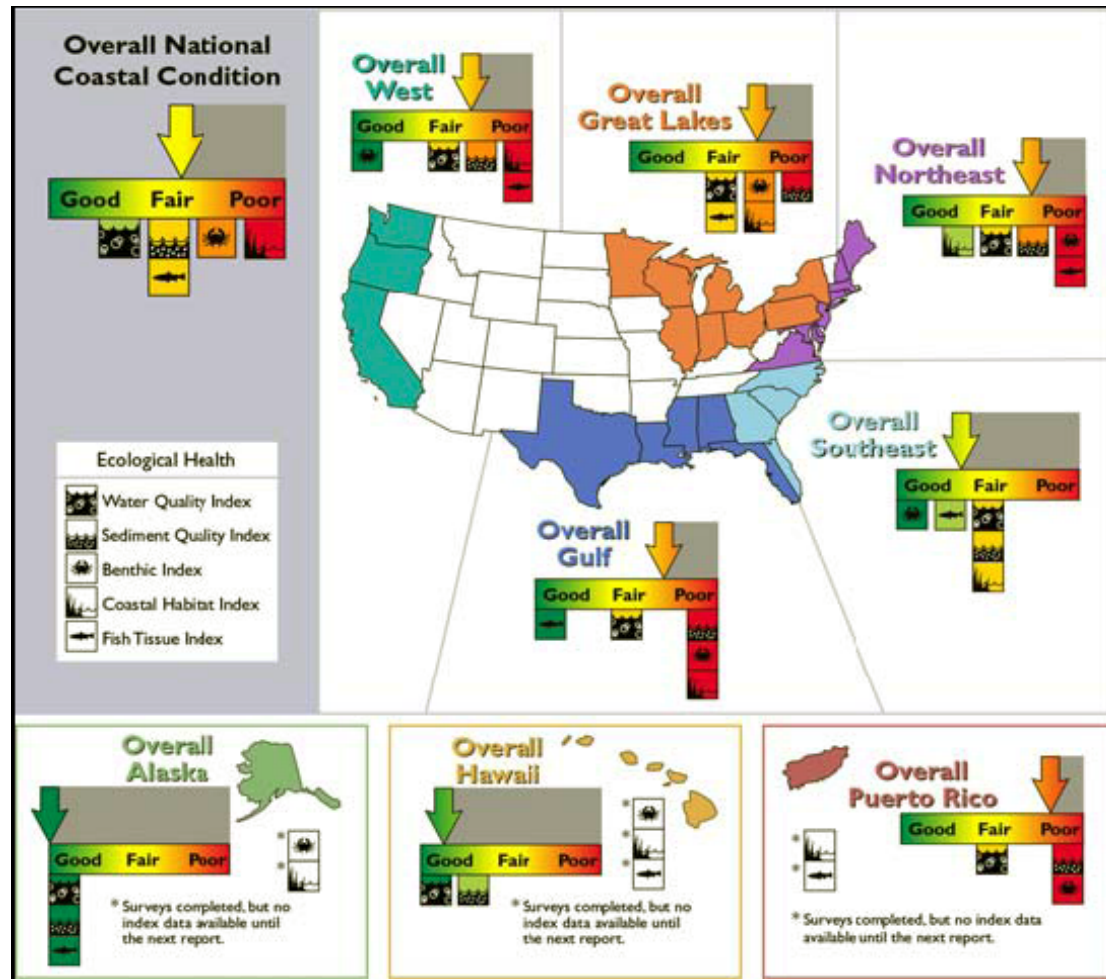 Overall National
Coastal Condition
Good Fair Poor
Ecological Health
Water Quality Index
Sediment Quality Index
Benthic Index
Coastal Habitat Index
Fish Tissue Index
Overall
West
Good Fair Poor
Overall
Great Lakes
Good Fair Poor
Overall
Northeast
Good Fair Poor
Overall
Southeast
Good Fair Poor
Overall
Gulf
Good Fair Poor
Overall
Alaska
Good Fair Poor
*
*
* Surveys completed, but no
index data available until
the next report.
Overall
Hawaii
Good Fair Poor
*
*
*
* Surveys completed, but no
index data available until
the next report.
Overall
Puerto Rico
Good Fair Poor
*
*
* Surveys completed, but no index data
available until the next report.